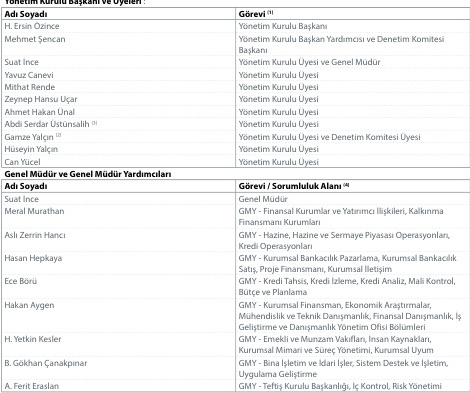 Yönetim Kurulu Başkanı ve Üyeleri :
Adı Soyadı Görevi (1)
H. Ersin Özince Yönetim Kurulu Başkanı
Mehmet Şencan Yönetim Kurulu Başkan Yardımcısı ve Denetim Komitesi
Başkanı
Suat İnce Yönetim Kurulu Üyesi ve Genel Müdür
Yavuz Canevi Yönetim Kurulu Üyesi
Mithat Rende Yönetim Kurulu Üyesi
Zeynep Hansu Uçar Yönetim Kurulu Üyesi
Ahmet Hakan Ünal Yönetim Kurulu Üyesi
Abdi Serdar Üstünsalih (3) Yönetim Kurulu Üyesi
Gamze Yalçın (2) Yönetim Kurulu Üyesi ve Denetim Komitesi Üyesi
Hüseyin Yalçın Yönetim Kurulu Üyesi
Can Yücel Yönetim Kurulu Üyesi
Genel Müdür ve Genel Müdür Yardımcıları
Adı Soyadı Görevi / Sorumluluk Alanı (4)
Suat İnce Genel Müdür
Meral Murathan GMY - Finansal Kurumlar ve Yatırımcı İlişkileri, Kalkınma
Finansmanı Kurumları
Aslı Zerrin Hancı GMY - Hazine, Hazine ve Sermaye Piyasası Operasyonları,
Kredi Operasyonları
Hasan Hepkaya GMY - Kurumsal Bankacılık Pazarlama, Kurumsal Bankacılık
Satış, Proje Finansmanı, Kurumsal İletişim
Ece Börü GMY - Kredi Tahsis, Kredi İzleme, Kredi Analiz, Mali Kontrol,
Bütçe ve Planlama
Hakan Aygen GMY - Kurumsal Finansman, Ekonomik Araştırmalar,
Mühendislik ve Teknik Danışmanlık, Finansal Danışmanlık, İş
Geliştirme ve Danışmanlık Yönetim Ofisi Bölümleri
H. Yetkin Kesler GMY - Emekli ve Munzam Vakıfları, İnsan Kaynakları,
Kurumsal Mimari ve Süreç Yönetimi, Kurumsal Uyum
B. Gökhan Çanakpınar GMY - Bina İşletim ve İdari İşler, Sistem Destek ve İşletim,
Uygulama Geliştirme
A. Ferit Eraslan GMY - Teftiş Kurulu Başkanlığı, İç Kontrol, Risk Yönetimi